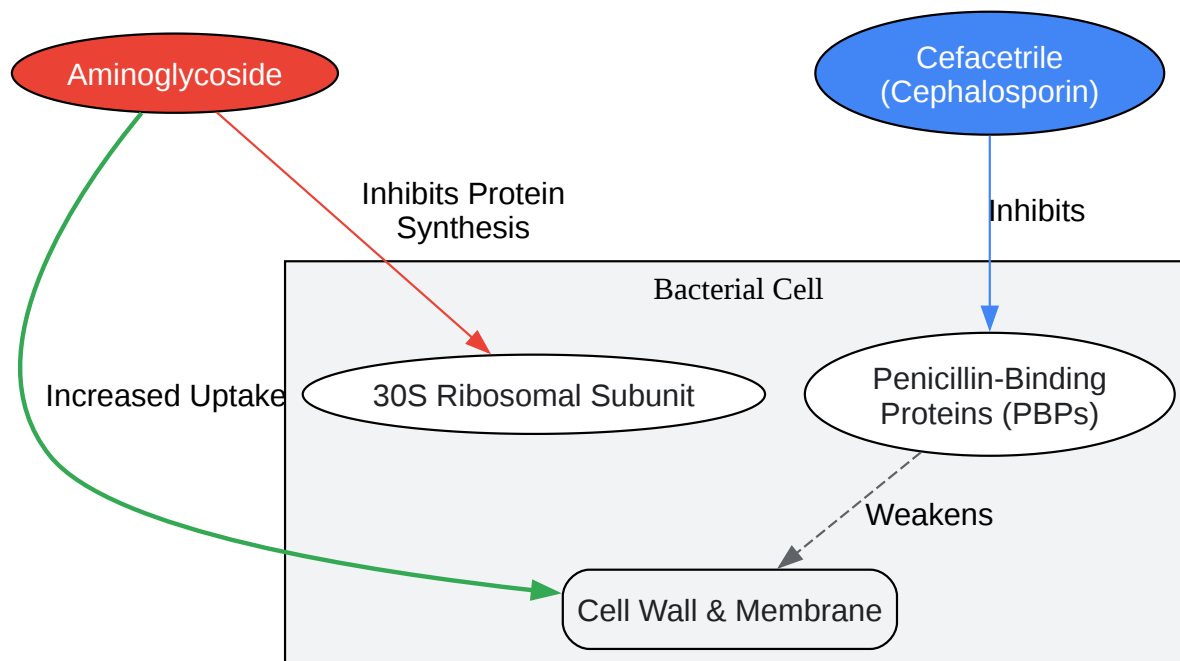 Aminoglycoside
Cefacetrile
(Cephalosporin)
Inhibits Protein
Synthesis
Inhibits
Bacterial Cell
Increased Uptake
30S Ribosomal Subunit
Penicillin-Binding
Proteins (PBPs)
Weakens
Cell Wall & Membrane